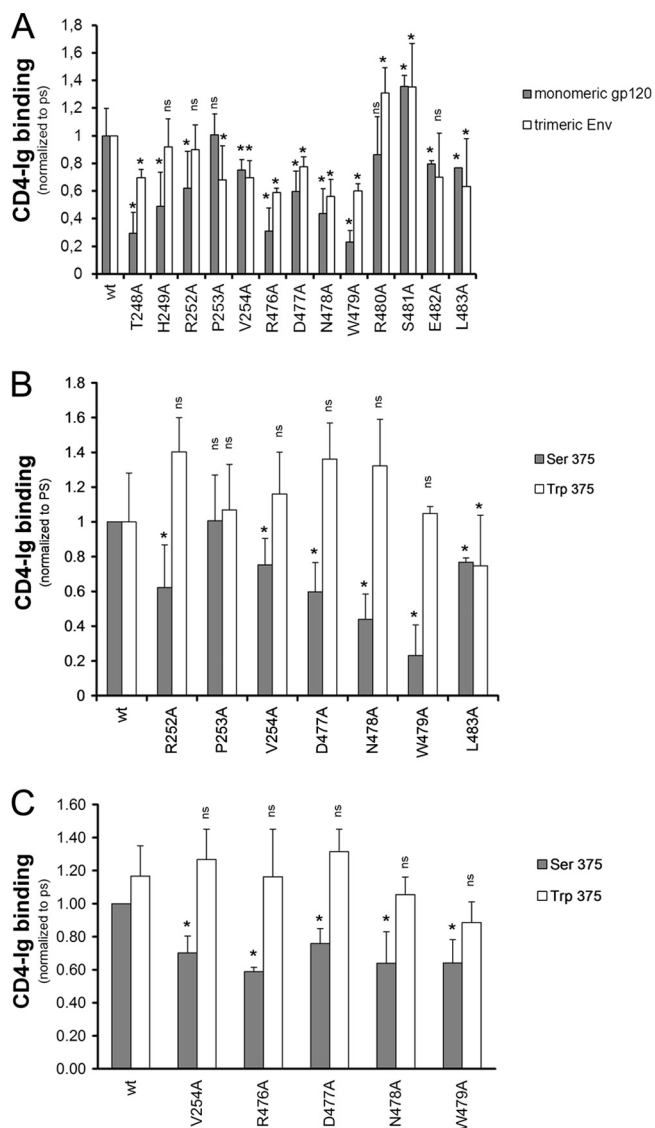 A
CD4-Ig binding
(normalized to ps)
1,8
1,6
1,4
1,2
1
0,8
0,6
0,4
0,2
0
* * * ns * ns * * ** * * * * * * * * ns * * * * ns * *
wt T248A H249A R252A P253A V254A R476A D477A N478A W479A R480A S481A E482A L483A
monomeric gp120
trimeric Env
B
CD4-Ig binding
(normalized to PS)
1.8
1.6
1.4
1.2
1
0.8
0.6
0.4
0.2
0
* ns ns ns * ns * ns * ns * ns * *
wt R252A P253A V254A D477A N478A W479A L483A
Ser 375
Trp 375
C
CD4-Ig binding
(normalized to ps)
1.60
1.40
1.20
1.00
0.80
0.60
0.40
0.20
0.00
* ns * ns * ns * ns * ns
wt V254A R476A D477A N478A W479A
Ser 375
Trp 375